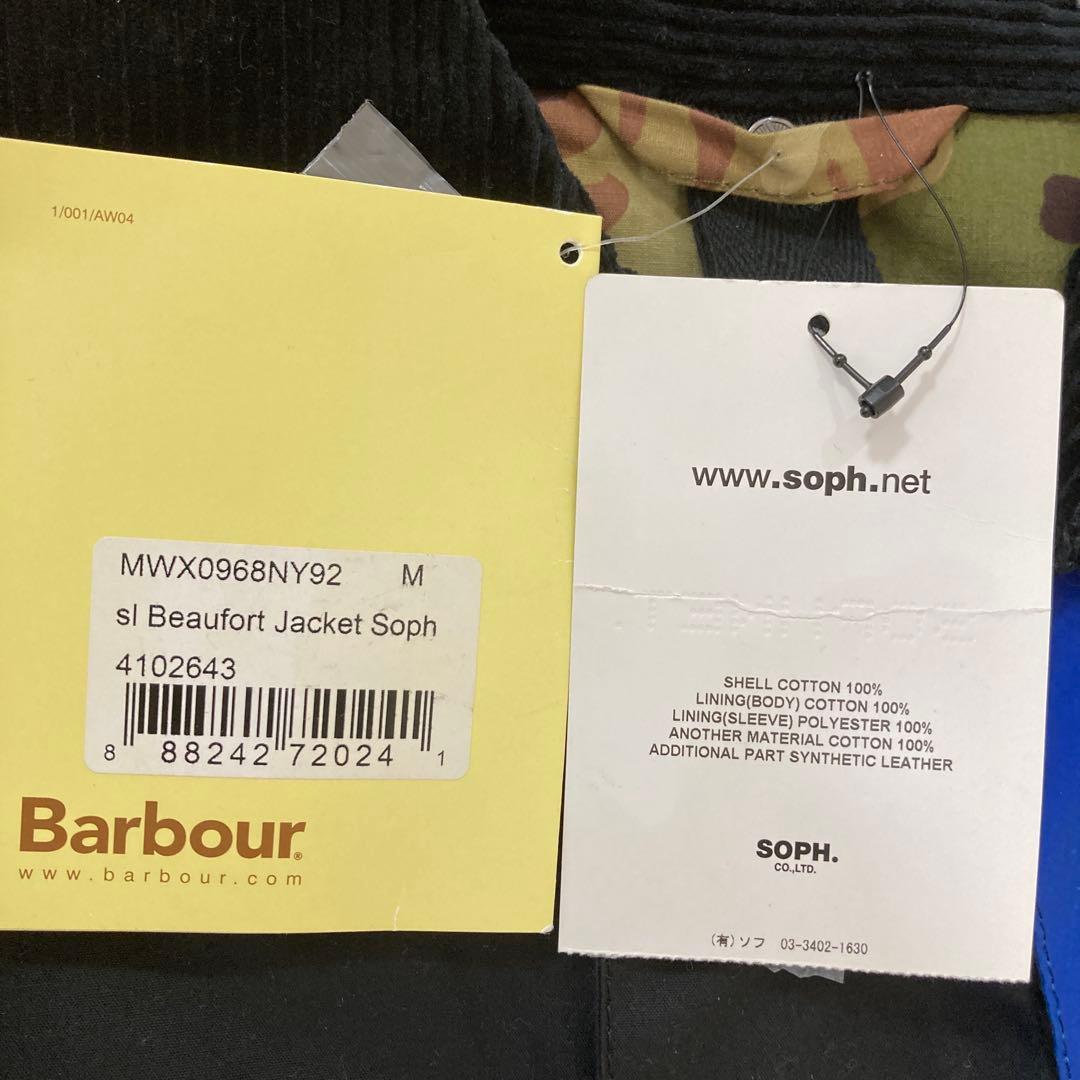 1/001/AW04
MWX0968NY92 M
sl Beaufort Jacket Soph
4102643
8 88242 72024 1
Barbour®
www.barbour.com
www.soph.net
SHELL COTTON 100%
LINING(BODY) COTTON 100%
LINING(SLEEVE) POLYESTER 100%
ANOTHER MATERIAL COTTON 100%
ADDITIONAL PART SYNTHETIC LEATHER
SOPH.
CO.,LTD.
(有)ソフ 03-3402-1630